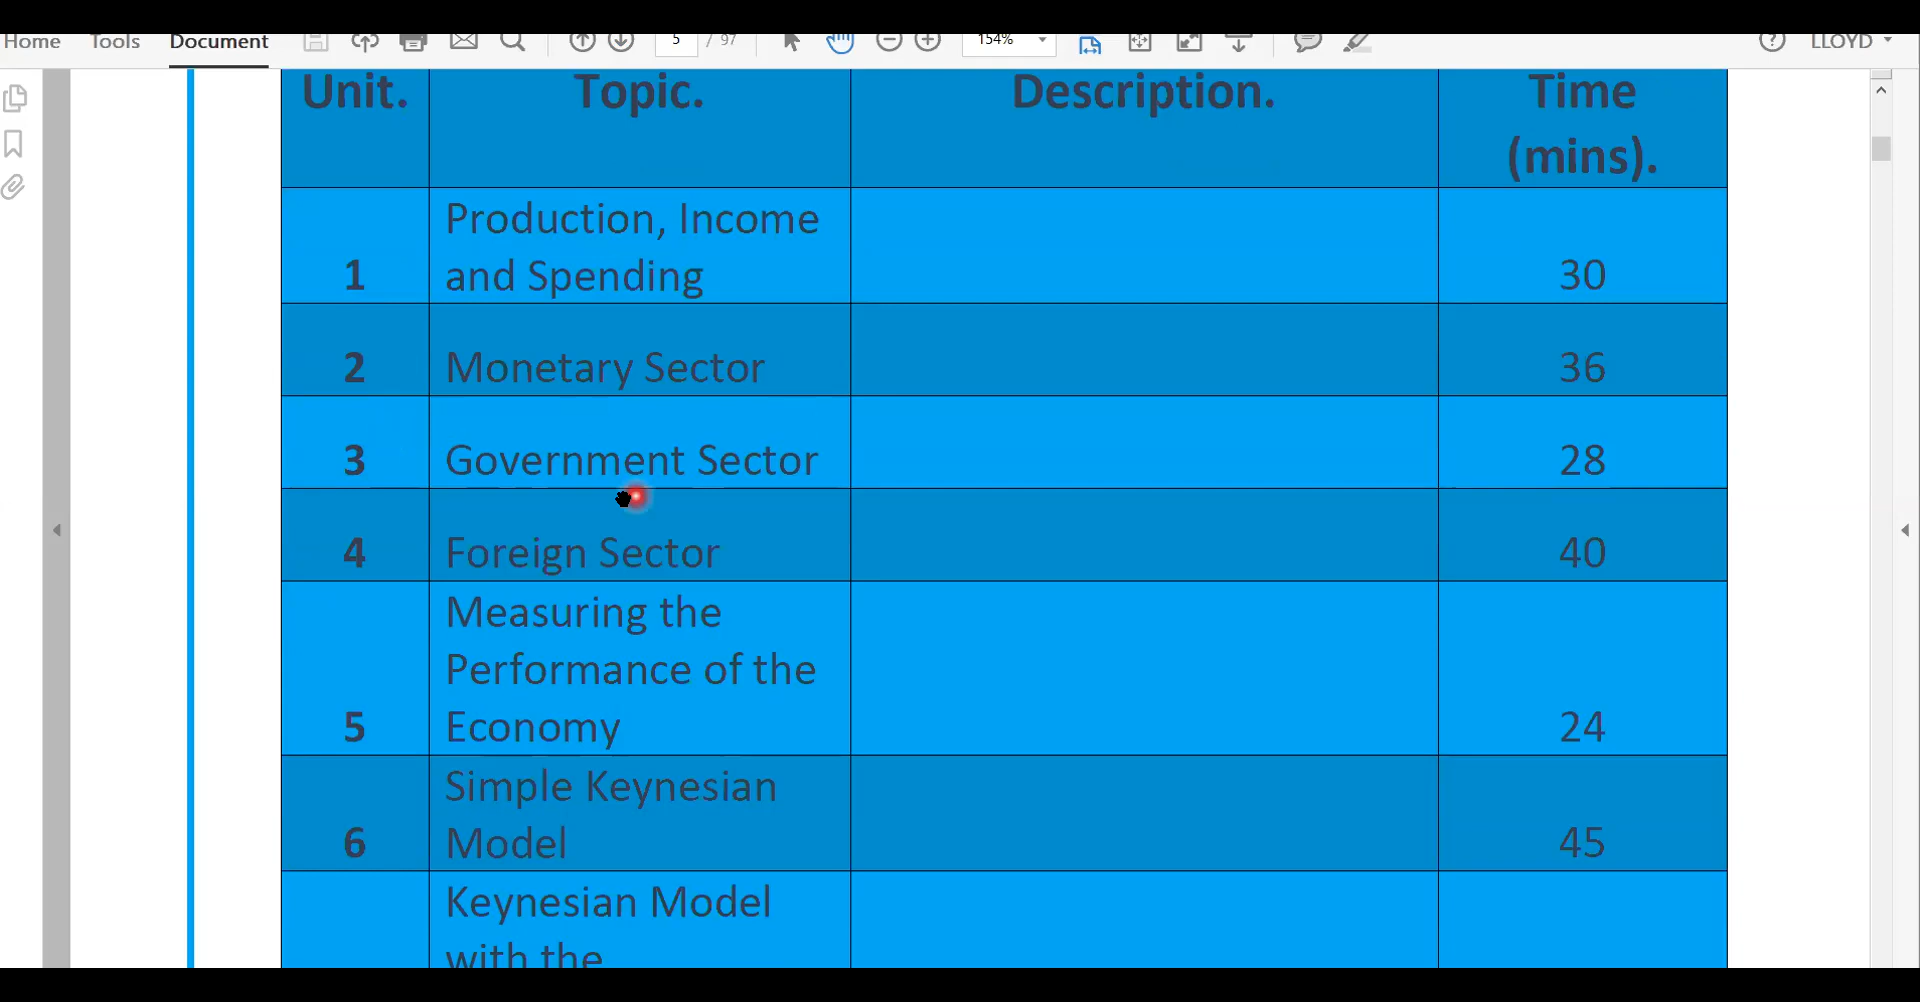 Home Tools Document 5 / 97 154% LLOYD
Unit. Topic. Description. Time
(mins).
Production, Income
1 and Spending 30
2 Monetary Sector 36
3 Government Sector 28
4 Foreign Sector 40
Measuring the
Performance of the
5 Economy 24
Simple Keynesian
6 Model 45
Keynesian Model
with the